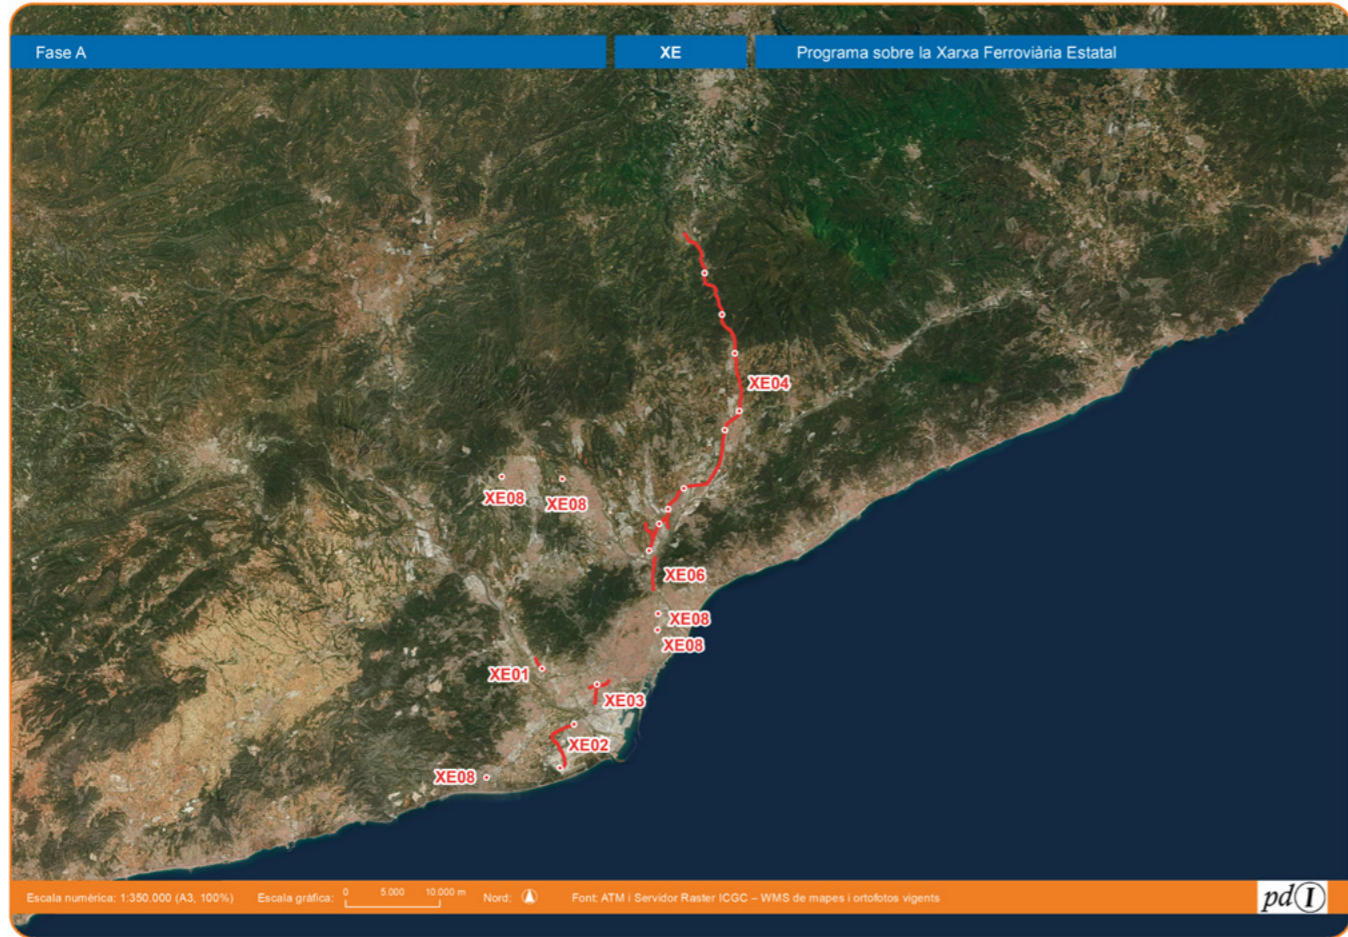 Fase A
XE
Programa sobre la Xarxa Ferroviària Estatal
XE04
XE08
XE08
XE06
XE08
XE08
XE01
XE03
XE02
XE08
Escala numèrica: 1:350.000 (A3, 100%)
Escala gràfica:
0 5.000 10.000 m
Nord:
Font: ATM i Servidor Raster ICGC – WMS de mapes i ortofotos vigents
pdI